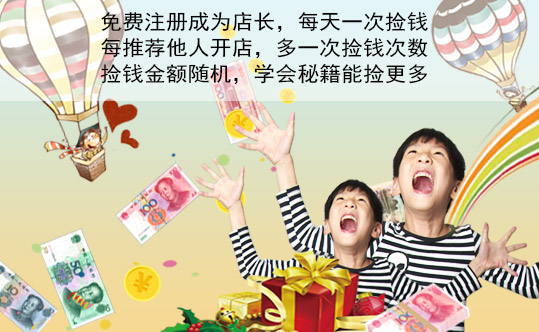 免费注册成为店长，每天一次捡钱
每推荐他人开店，多一次捡钱次数
捡钱金额随机，学会秘籍能捡更多